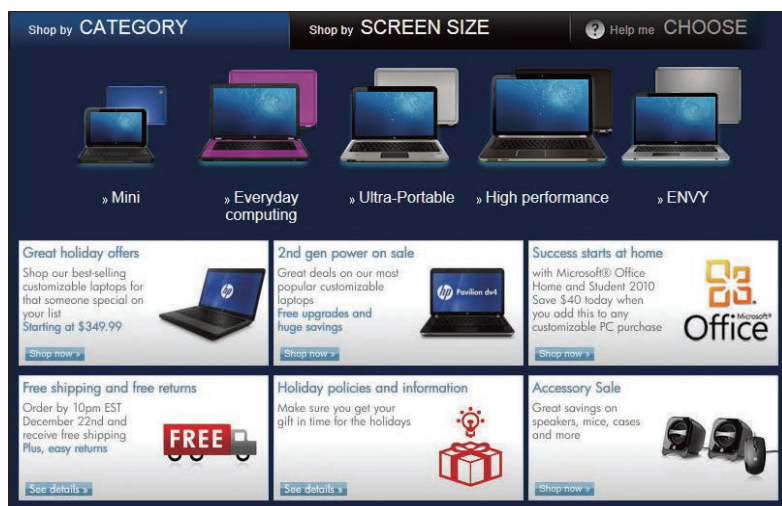 Shop by CATEGORY
Shop by SCREEN SIZE
? Help me CHOOSE
» Mini
» Everyday
computing
» Ultra-Portable
» High performance
» ENVY
Great holiday offers
Shop our best-selling
customizable laptops for
that someone special on
your list
Starting at $349.99
Shop now »
hp
2nd gen power on sale
Great deals on our most
popular customizable
laptops
Free upgrades and
huge savings
Shop now »
hp Pavilion dv4
Success starts at home
with Microsoft® Office
Home and Student 2010
Save $40 today when
you add this to any
customizable PC purchase
Shop now »
Microsoft®
Office
Free shipping and free returns
Order by 10pm EST
December 22nd and
receive free shipping
Plus, easy returns
See details »
FREE
Holiday policies and information
Make sure you get your
gift in time for the holidays
See details »
Accessory Sale
Great savings on
speakers, mice, cases
and more
Shop now »